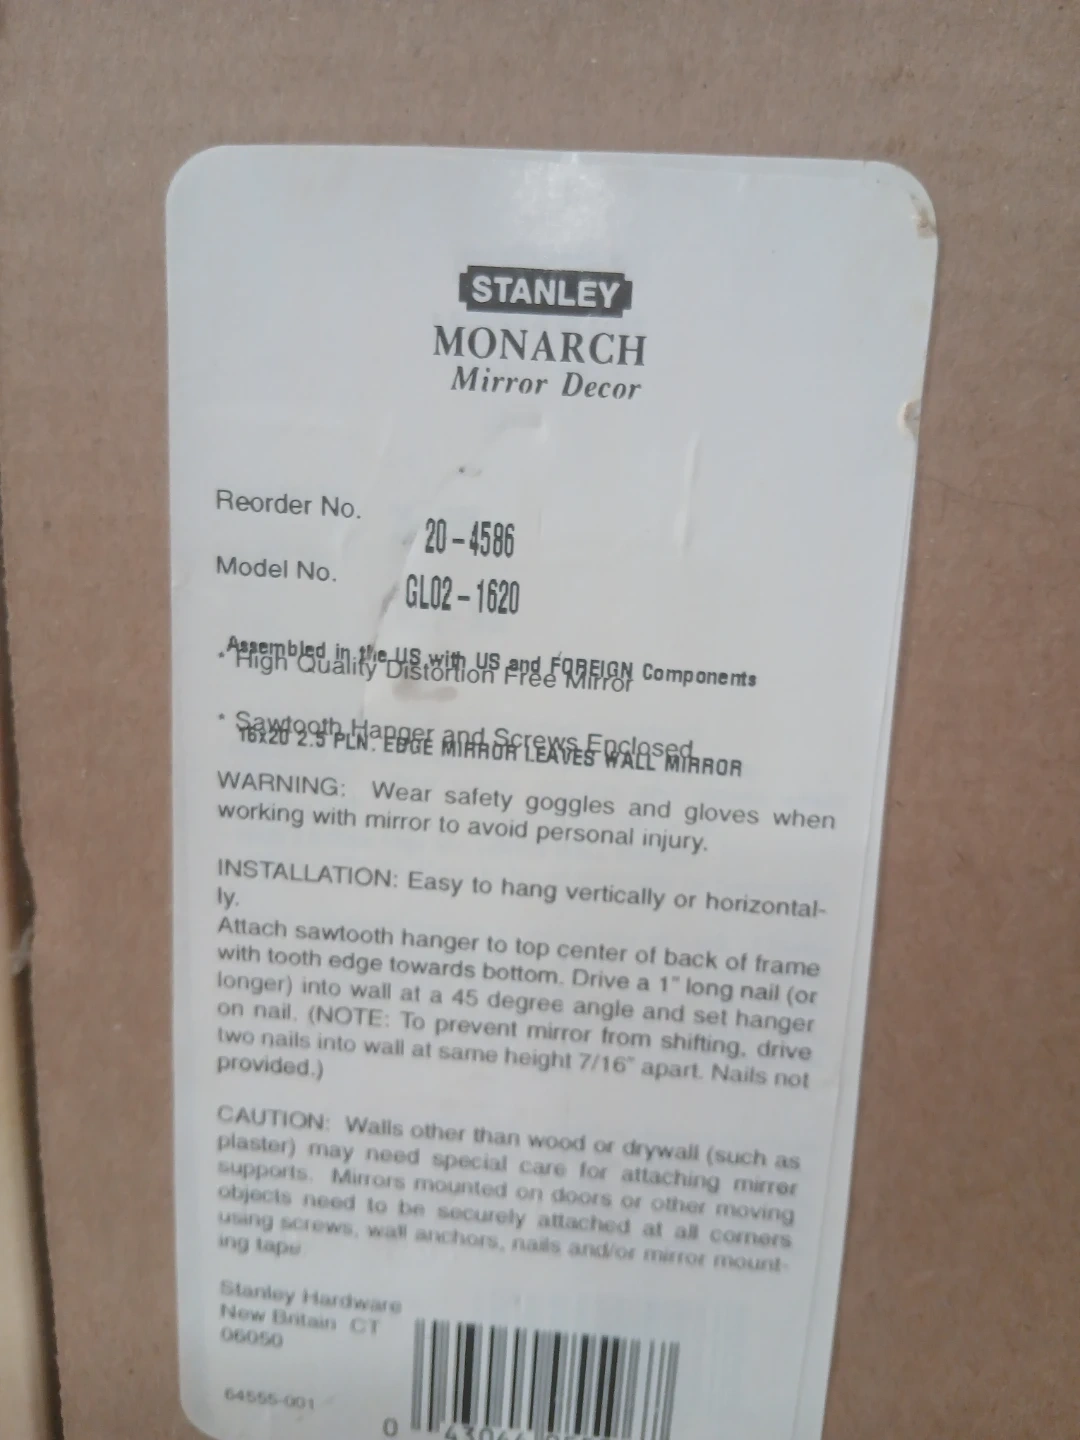 STANLEY
MONARCH
Mirror Decor
Reorder No.
20-4586
Model No.
GL02-1620
Assembled in the US with US and FOREIGN Components
* High Quality Distortion Free Mirror
* Sawtooth Hanger and Screws Enclosed
16x20 2.5 PLN. EDGE MIRROR LEAVES WALL MIRROR
WARNING: Wear safety goggles and gloves when
working with mirror to avoid personal injury.
INSTALLATION: Easy to hang vertically or horizontal-
ly.
Attach sawtooth hanger to top center of back of frame
with tooth edge towards bottom. Drive a 1" long nail (or
longer) into wall at a 45 degree angle and set hanger
on nail. (NOTE: To prevent mirror from shifting, drive
two nails into wall at same height 7/16" apart. Nails not
provided.)
CAUTION: Walls other than wood or drywall (such as
plaster) may need special care for attaching mirror
supports. Mirrors mounted on doors or other moving
objects need to be securely attached at all corners
using screws, wall anchors, nails and/or mirror mount-
ing tape
Stanley Hardware
New Britain CT
06050
64555-001
0